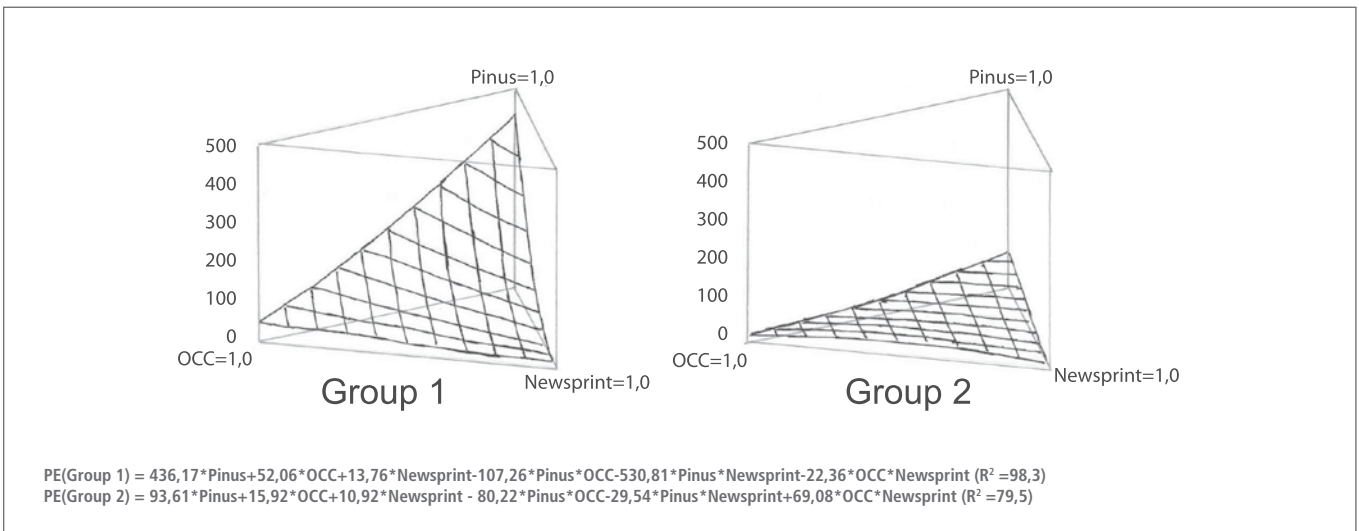 Pinus=1,0
500
400
300
200
100
0
OCC=1,0
Newsprint=1,0
Group 1
Pinus=1,0
500
400
300
200
100
0
OCC=1,0
Newsprint=1,0
Group 2
PE(Group 1) = 436,17*Pinus+52,06*OCC+13,76*Newsprint-107,26*Pinus*OCC-530,81*Pinus*Newsprint-22,36*OCC*Newsprint (R² =98,3)
PE(Group 2) = 93,61*Pinus+15,92*OCC+10,92*Newsprint - 80,22*Pinus*OCC-29,54*Pinus*Newsprint+69,08*OCC*Newsprint (R² =79,5)